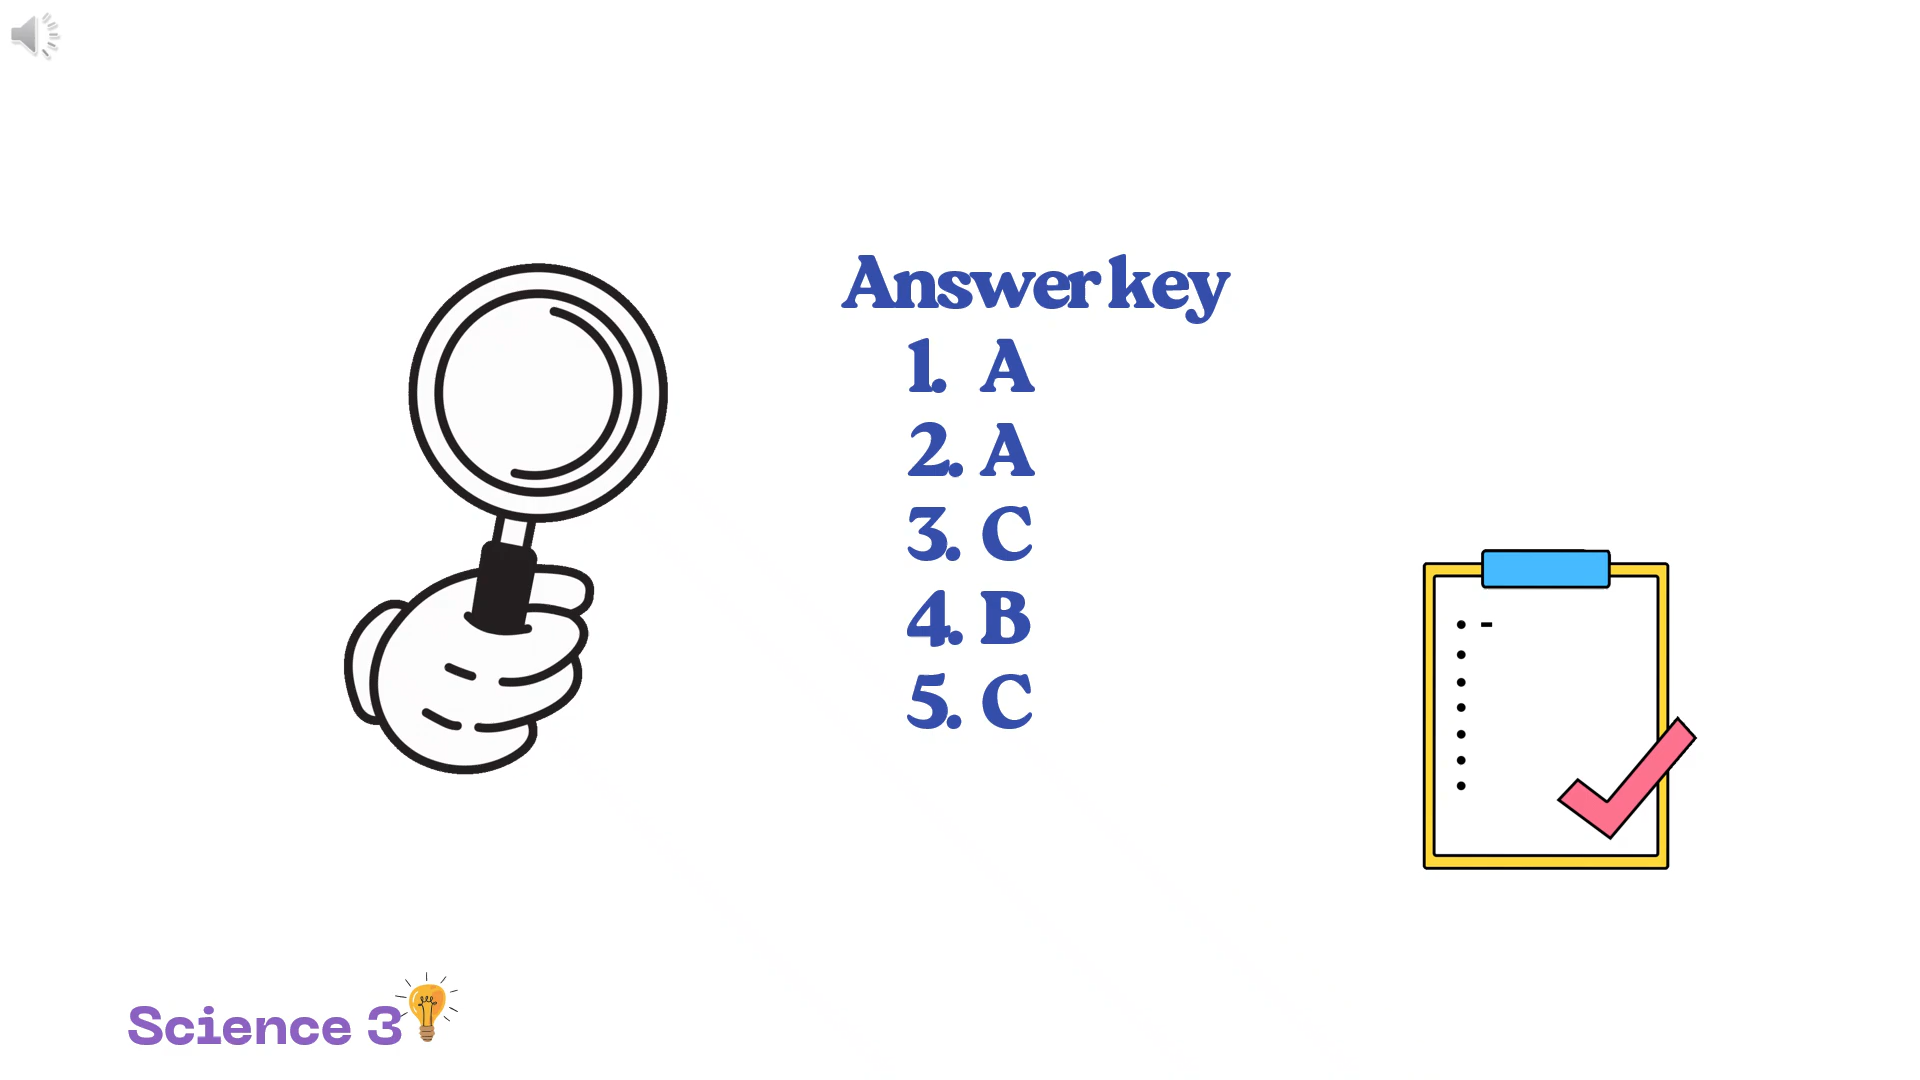 Answer key
1. A
2. A
3. C
4. B
5. C
Science 3